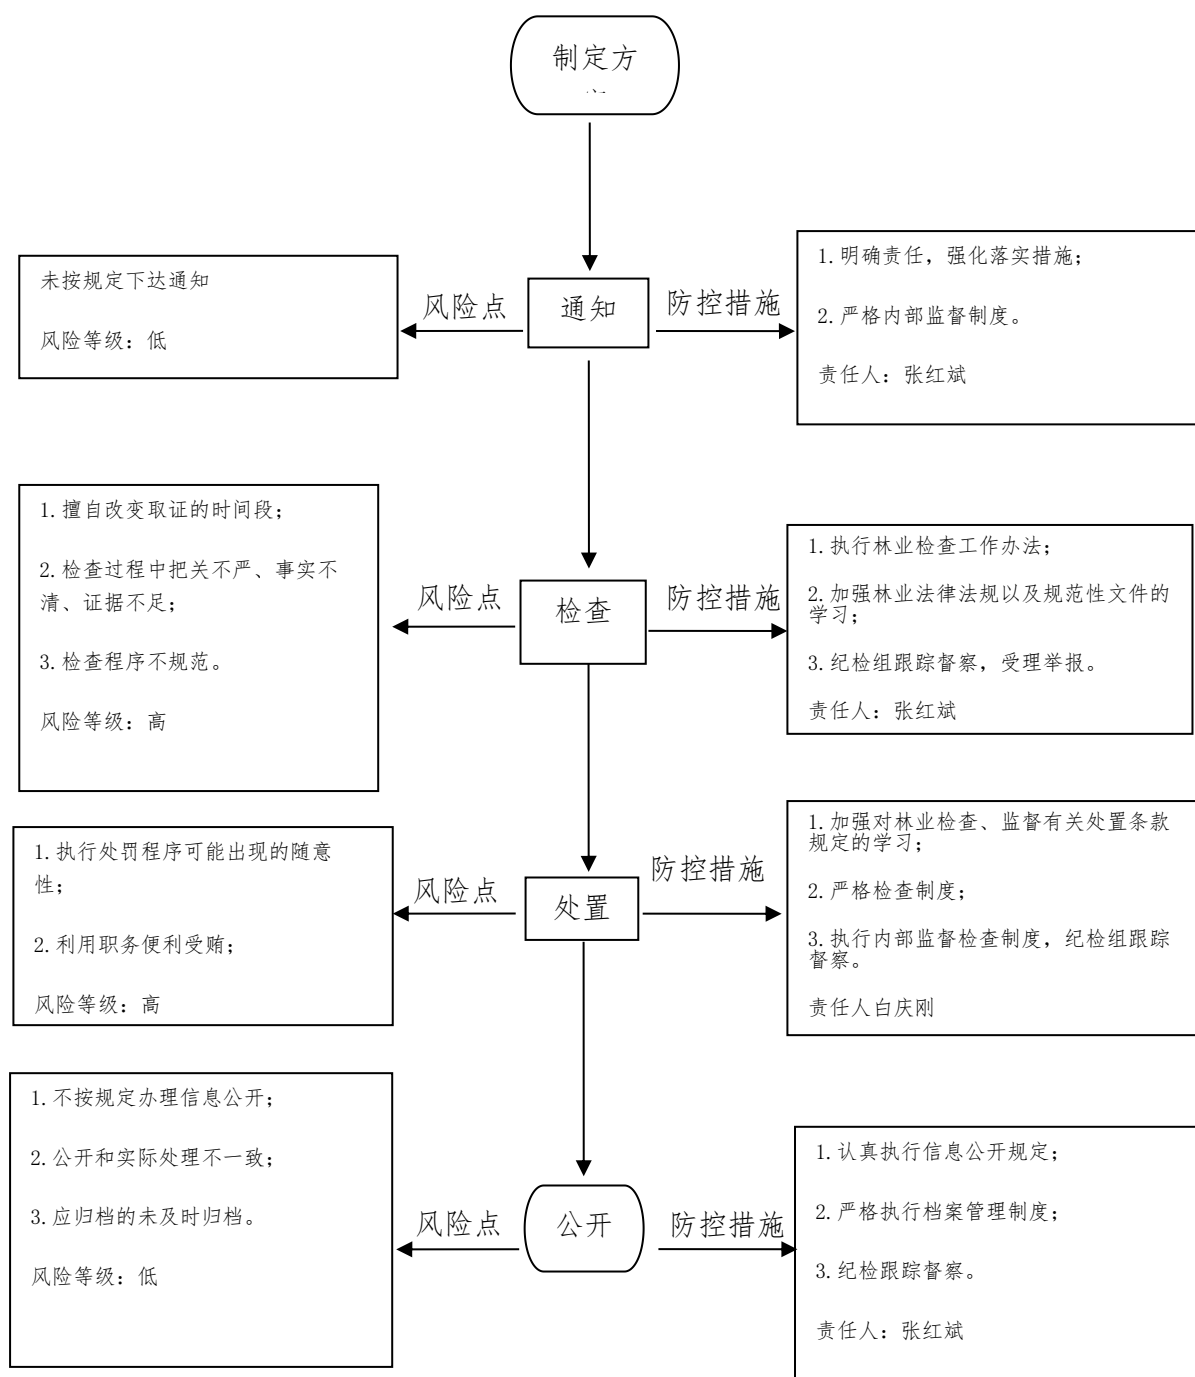 制定方
未按规定下达通知
风险等级：低
风险点
通知
防控措施
1.明确责任，强化落实措施；
2.严格内部监督制度。
责任人：张红斌
1.擅自改变取证的时间段；
2.检查过程中把关不严、事实不
清、证据不足；
3.检查程序不规范。
风险等级：高
风险点
检查
防控措施
1.执行林业检查工作办法；
2.加强林业法律法规以及规范性文件的
学习；
3.纪检组跟踪督察，受理举报。
责任人：张红斌
1.执行处罚程序可能出现的随意
性；
2.利用职务便利受贿；
风险等级：高
风险点
处置
防控措施
1.加强对林业检查、监督有关处置条款
规定的学习；
2.严格检查制度；
3.执行内部监督检查制度，纪检组跟踪
督察。
责任人白庆刚
1.不按规定办理信息公开；
2.公开和实际处理不一致；
3.应归档的未及时归档。
风险等级：低
风险点
公开
防控措施
1.认真执行信息公开规定；
2.严格执行档案管理制度；
3.纪检跟踪督察。
责任人：张红斌